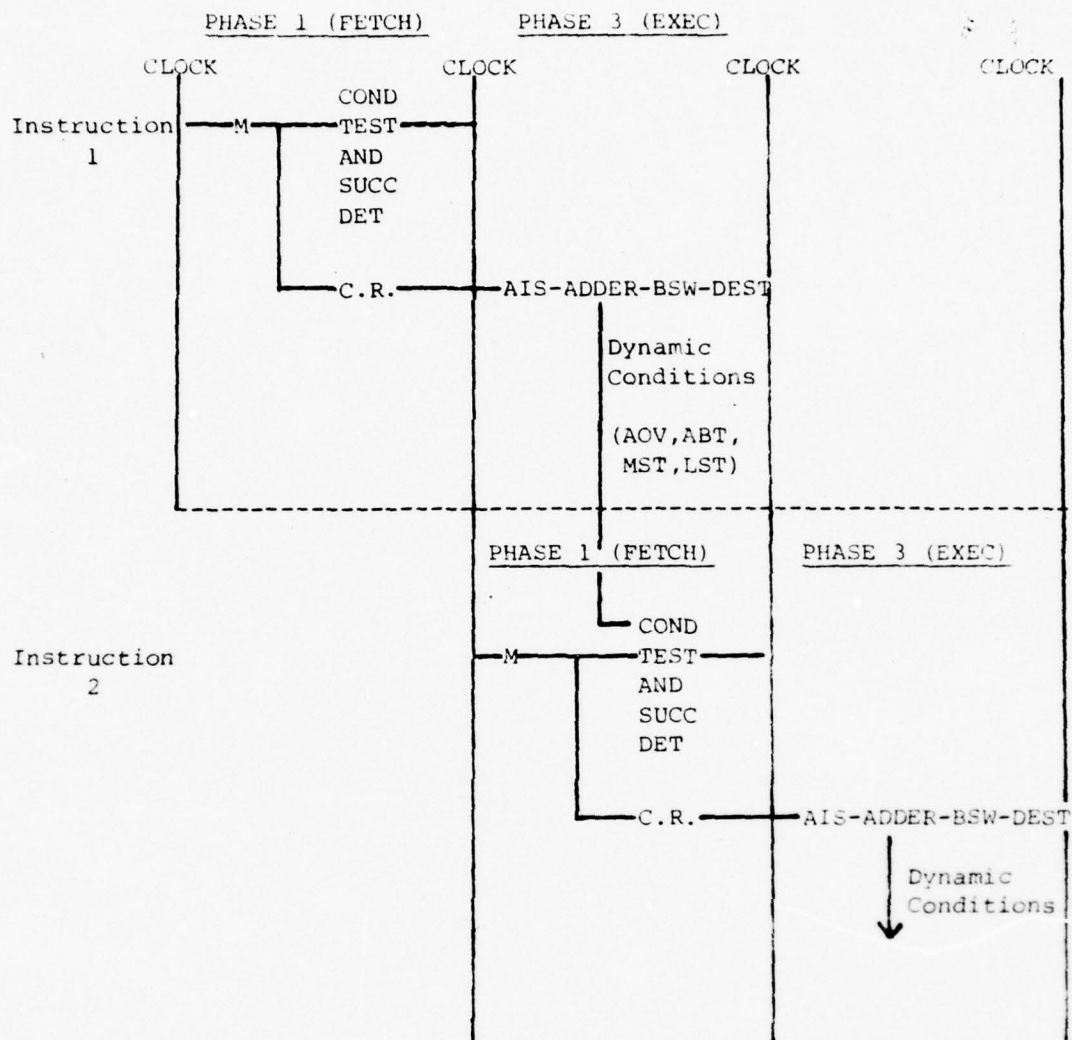 PHASE 1 (FETCH) PHASE 3 (EXEC)
CLOCK CLOCK CLOCK CLOCK
Instruction
1
M
COND
TEST
AND
SUCC
DET
C.R. AIS-ADDER-BSW-DEST
Dynamic
Conditions
(AOV,ABT,
MST,LST)
PHASE 1 (FETCH) PHASE 3 (EXEC)
Instruction
2
M
COND
TEST
AND
SUCC
DET
C.R. AIS-ADDER-BSW-DEST
Dynamic
Conditions